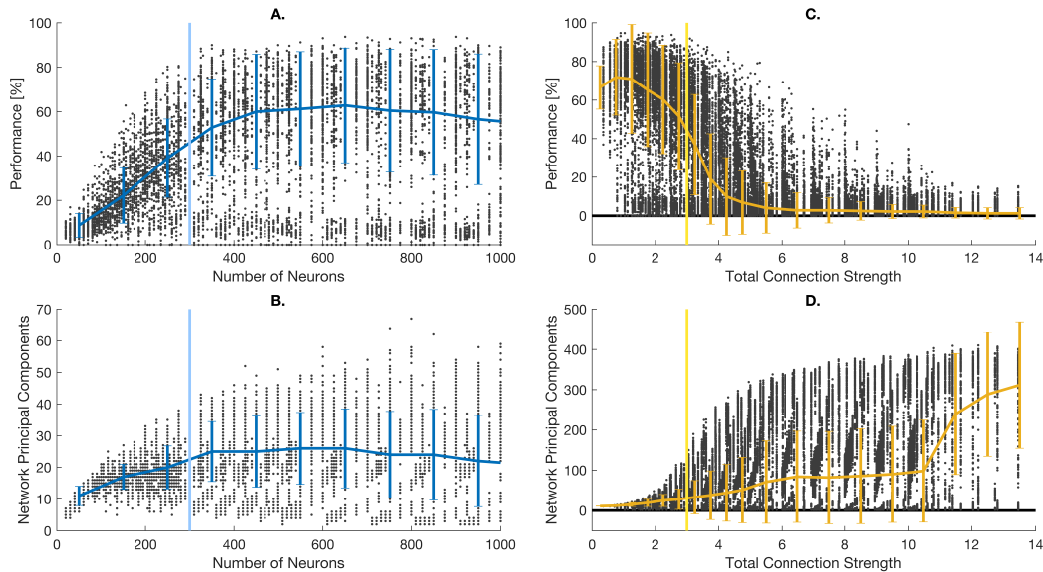 A.
100
80
60
40
20
0
Performance [%]
0 200 400 600 800 1000
Number of Neurons
C.
100
80
60
40
20
0
Performance [%]
0 2 4 6 8 10 12 14
Total Connection Strength
B.
70
60
50
40
30
20
10
0
Network Principal Components
0 200 400 600 800 1000
Number of Neurons
D.
500
400
300
200
100
0
Network Principal Components
0 2 4 6 8 10 12 14
Total Connection Strength